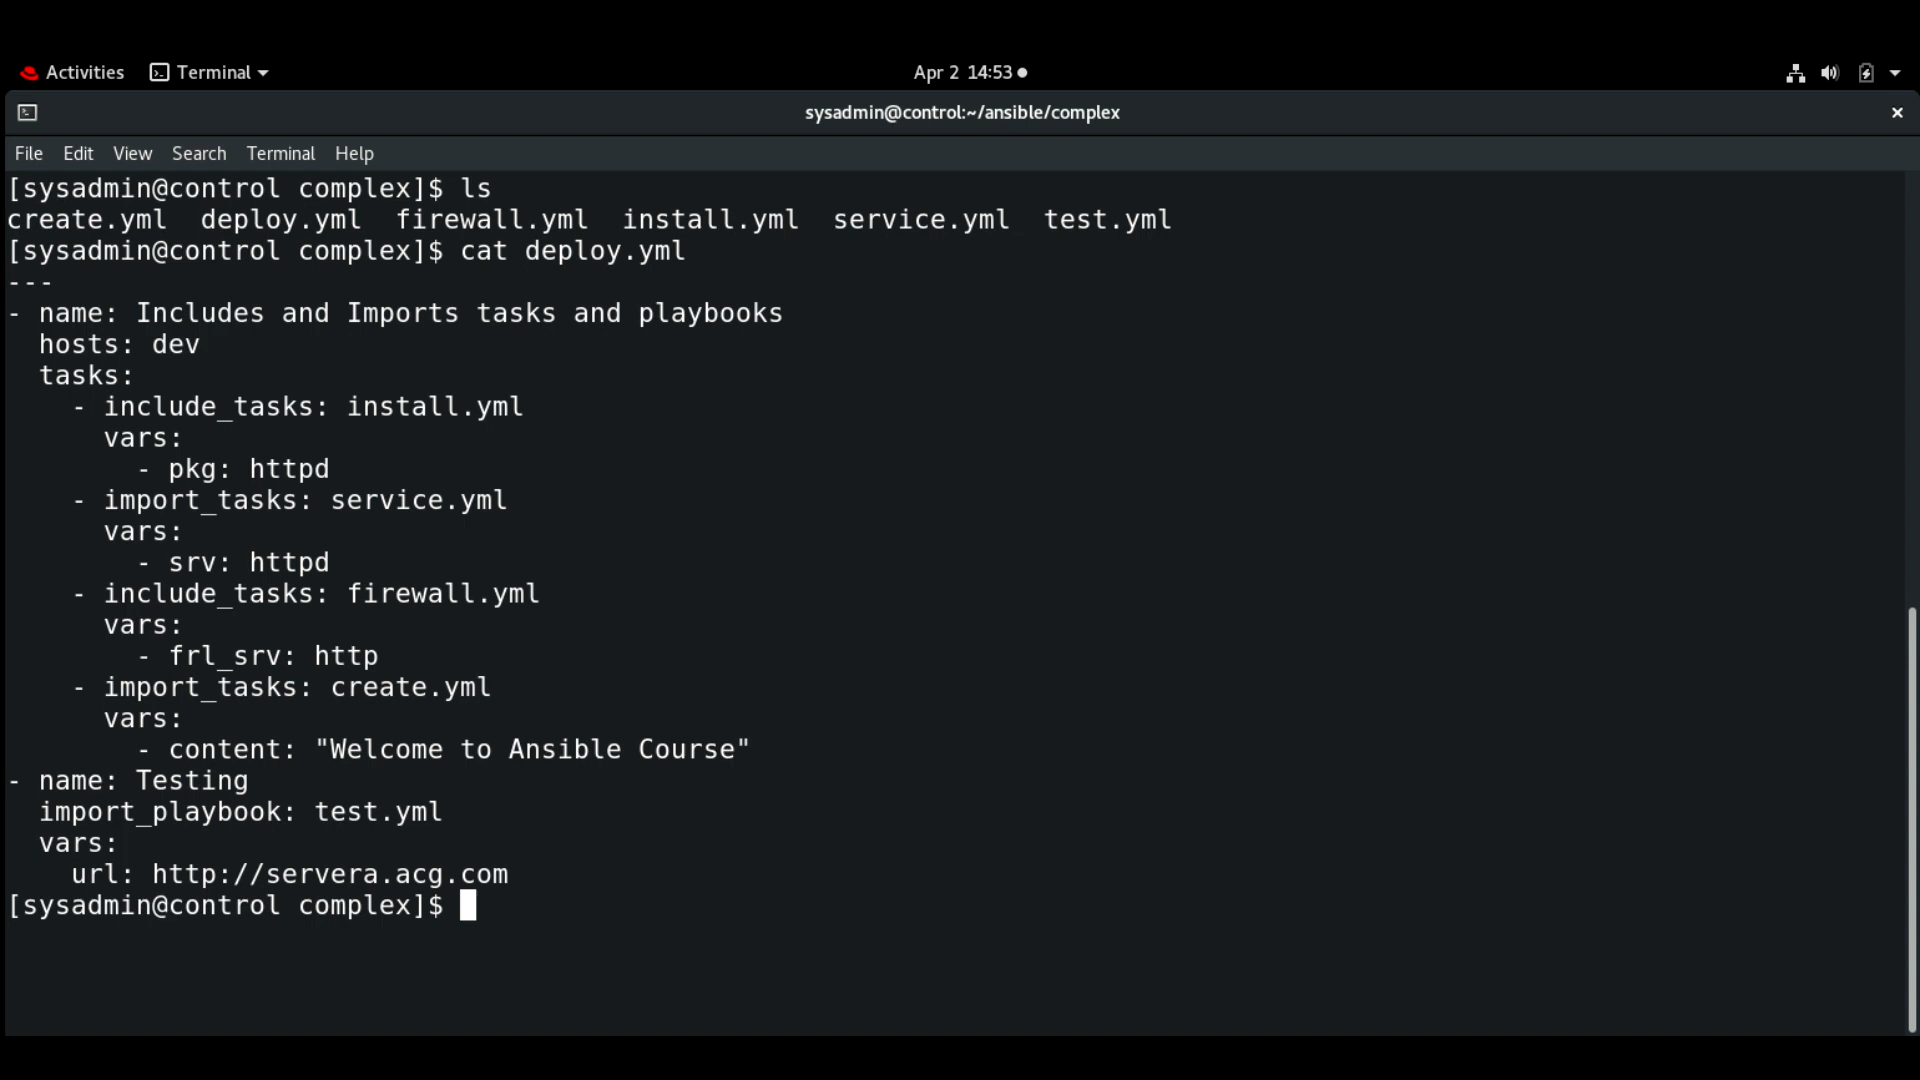 Activities Terminal Apr 2 14:53
sysadmin@control:~/ansible/complex ×
File Edit View Search Terminal Help
[sysadmin@control complex]$ ls
create.yml deploy.yml firewall.yml install.yml service.yml test.yml
[sysadmin@control complex]$ cat deploy.yml
---
- name: Includes and Imports tasks and playbooks
  hosts: dev
  tasks:
    - include_tasks: install.yml
      vars:
        - pkg: httpd
    - import_tasks: service.yml
      vars:
        - srv: httpd
    - include_tasks: firewall.yml
      vars:
        - frl_srv: http
    - import_tasks: create.yml
      vars:
        - content: "Welcome to Ansible Course"
- name: Testing
  import_playbook: test.yml
  vars:
    url: http://servera.acg.com
[sysadmin@control complex]$